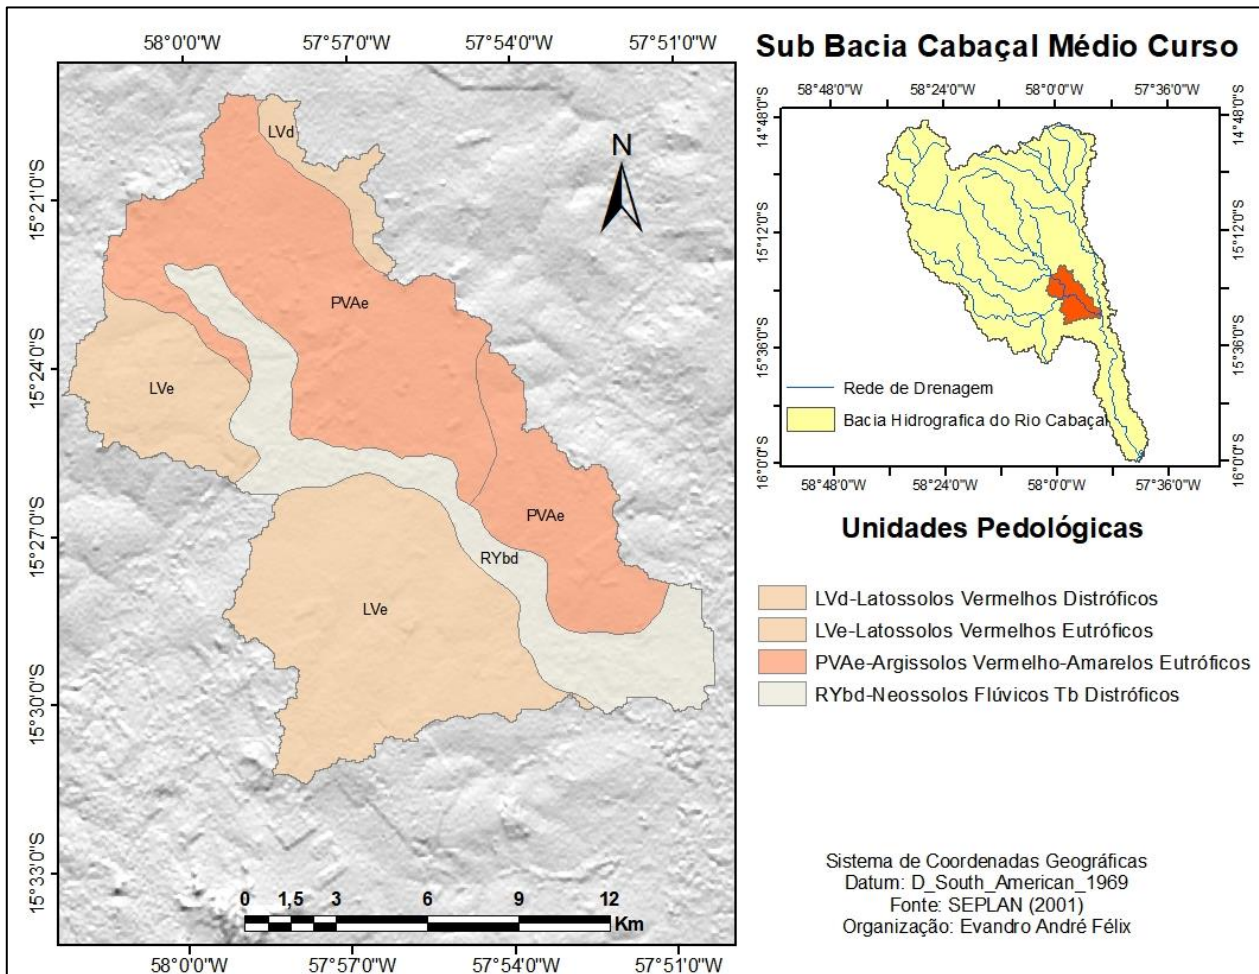 58°0'0"W 57°57'0"W 57°54'0"W 57°51'0"W
15°21'0"S
15°24'0"S
15°27'0"S
15°30'0"S
15°33'0"S
LVd
PVAe
LVe
PVAe
RYbd
LVe
N
0 1,5 3 6 9 12
Km
58°0'0"W 57°57'0"W 57°54'0"W 57°51'0"W
Sub Bacia Cabaçal Médio Curso
58°48'0"W 58°24'0"W 58°0'0"W 57°36'0"W
14°48'0"S 14°48'0"S
15°12'0"S 15°12'0"S
15°36'0"S 15°36'0"S
16°0'0"S 16°0'0"S
Rede de Drenagem
Bacia Hidrografica do Rio Cabaçal
58°48'0"W 58°24'0"W 58°0'0"W 57°36'0"W
Unidades Pedológicas
LVd-Latossolos Vermelhos Distróficos
LVe-Latossolos Vermelhos Eutróficos
PVAe-Argissolos Vermelho-Amarelos Eutróficos
RYbd-Neossolos Flúvicos Tb Distróficos
Sistema de Coordenadas Geográficas
Datum: D_South_American_1969
Fonte: SEPLAN (2001)
Organização: Evandro André Félix